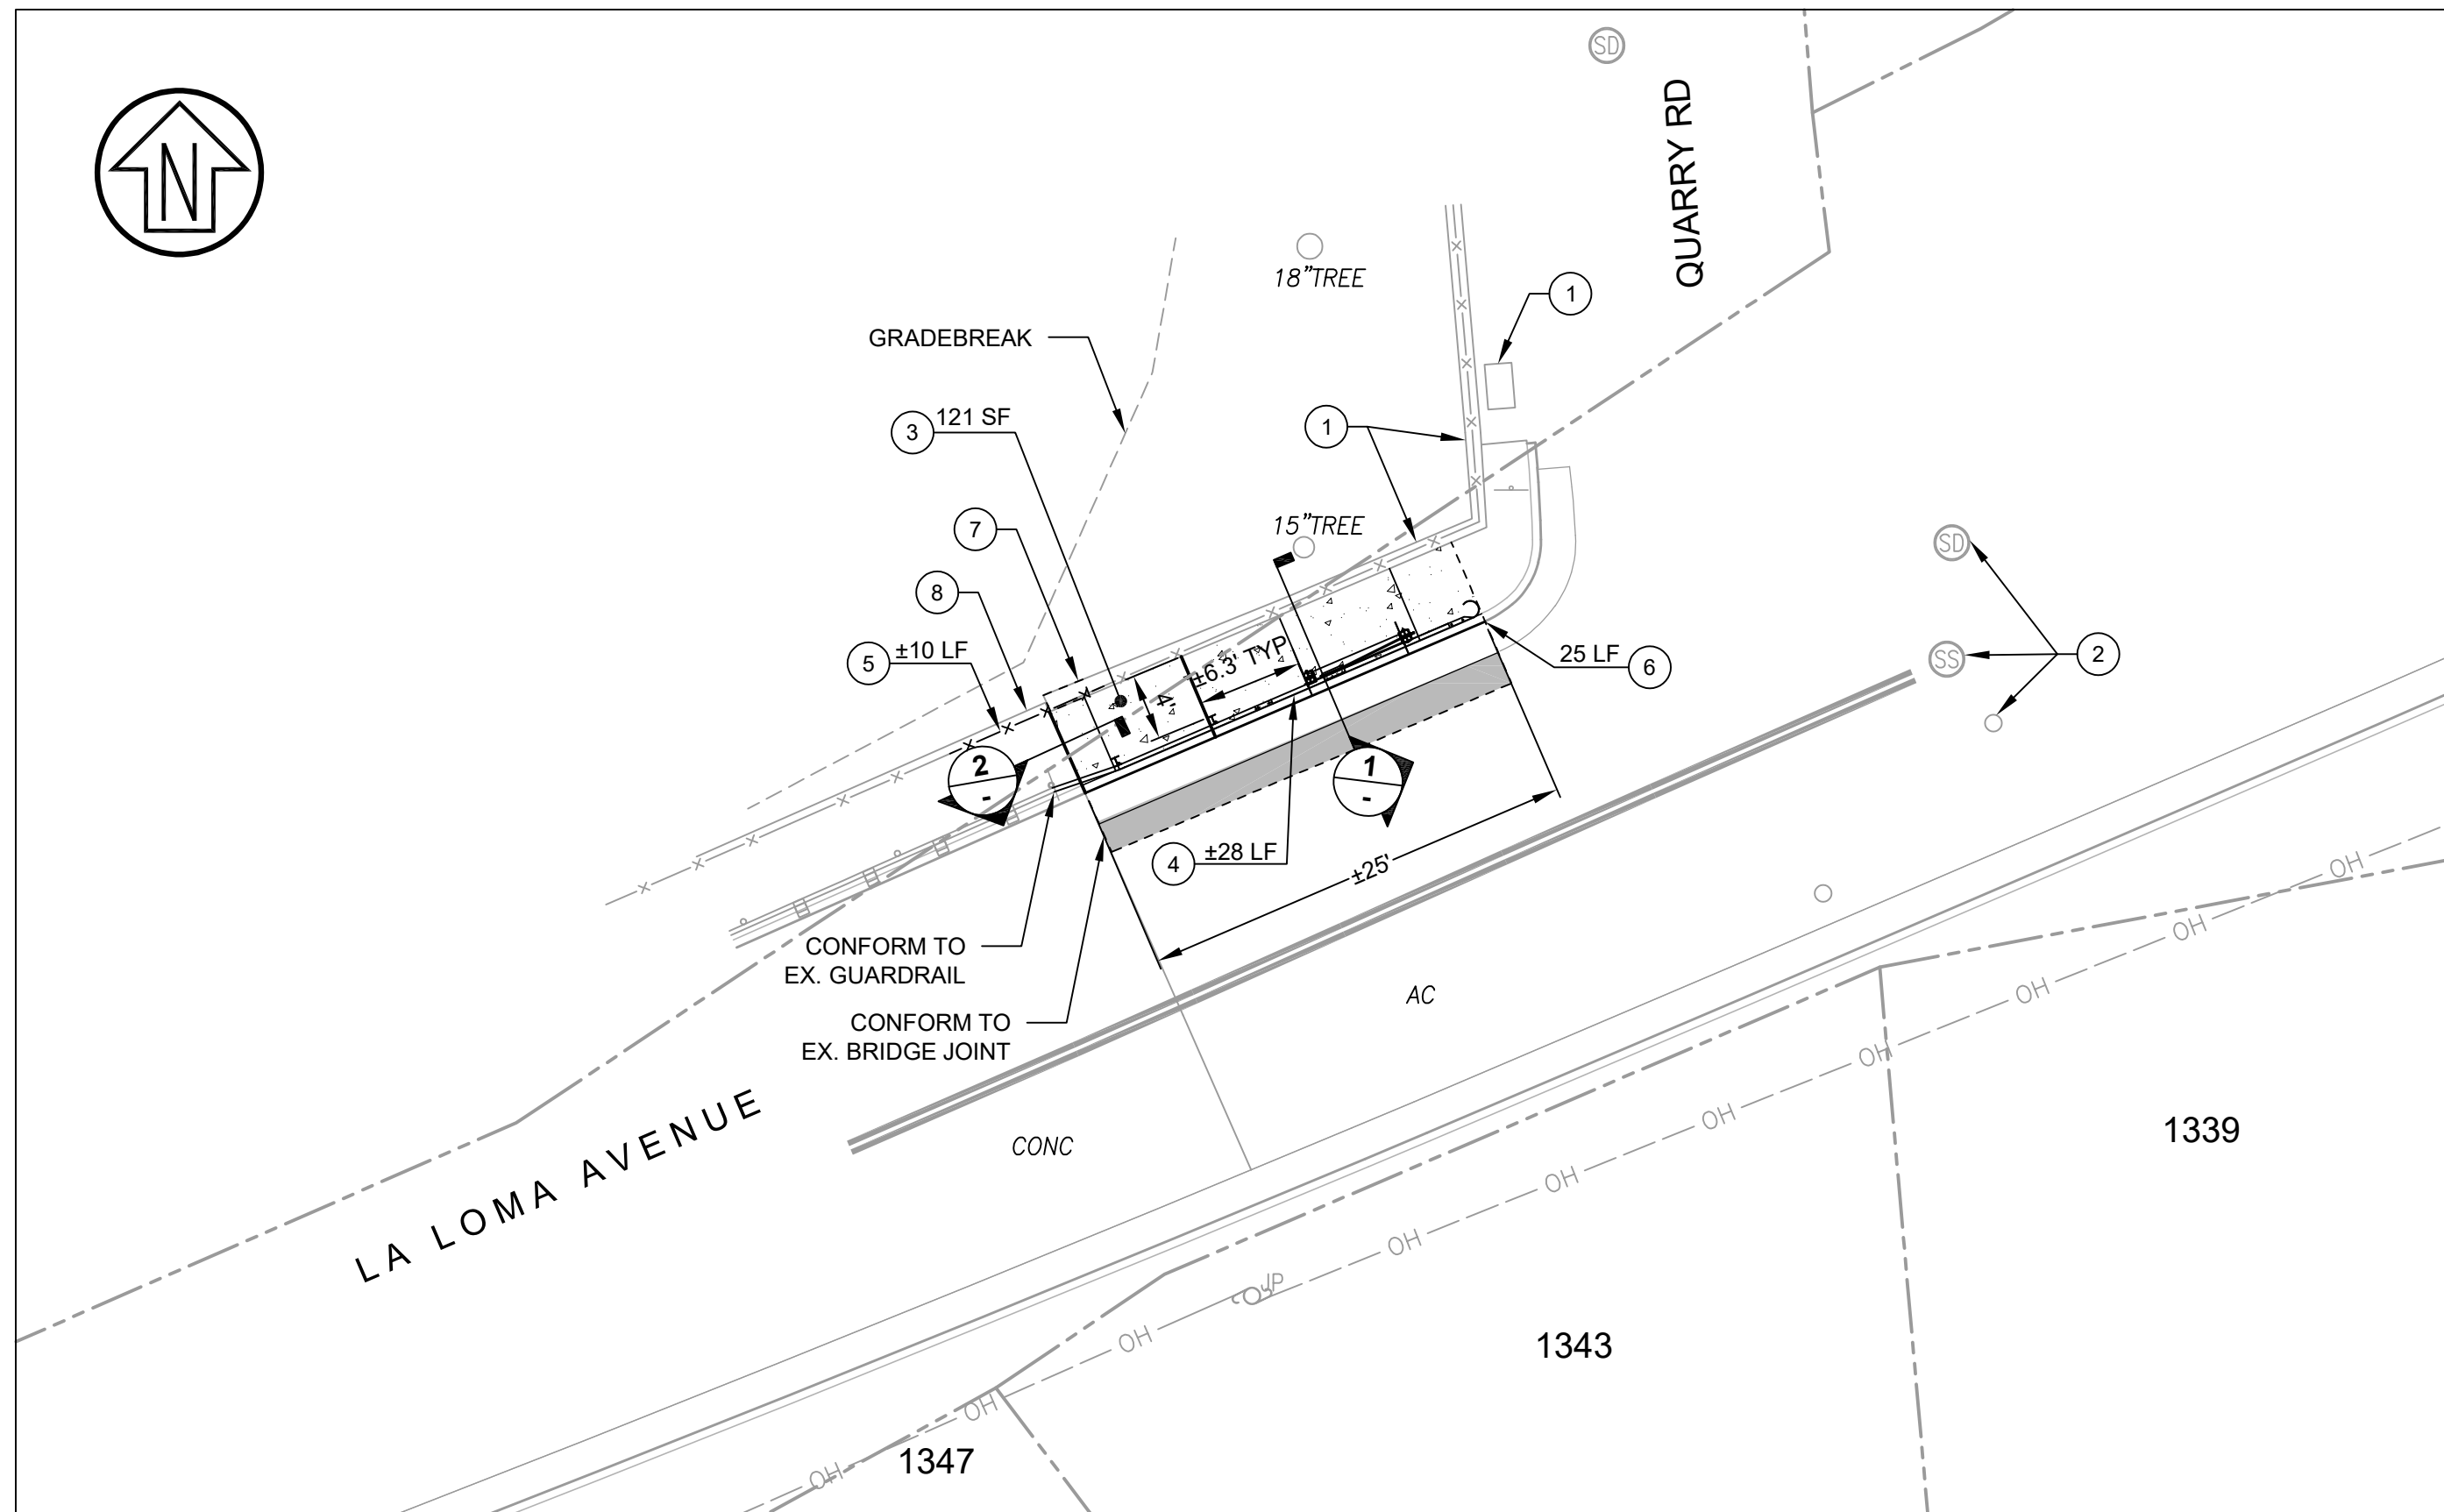 SD
N
QUARRY RD
18"TREE
1
GRADEBREAK
3
121 SF
1
7
15"TREE
SD
8
±6.3' TYP
5
±10 LF
25 LF
6
SS
2
4'
2
-
1
-
4
±28 LF
±25'
OH
CONFORM TO
EX. GUARDRAIL
OH
AC
OH
CONFORM TO
EX. BRIDGE JOINT
OH
LA LOMA AVENUE
OH
1339
CONC
OH
OH
JP
OH
1343
OH
1347
OH